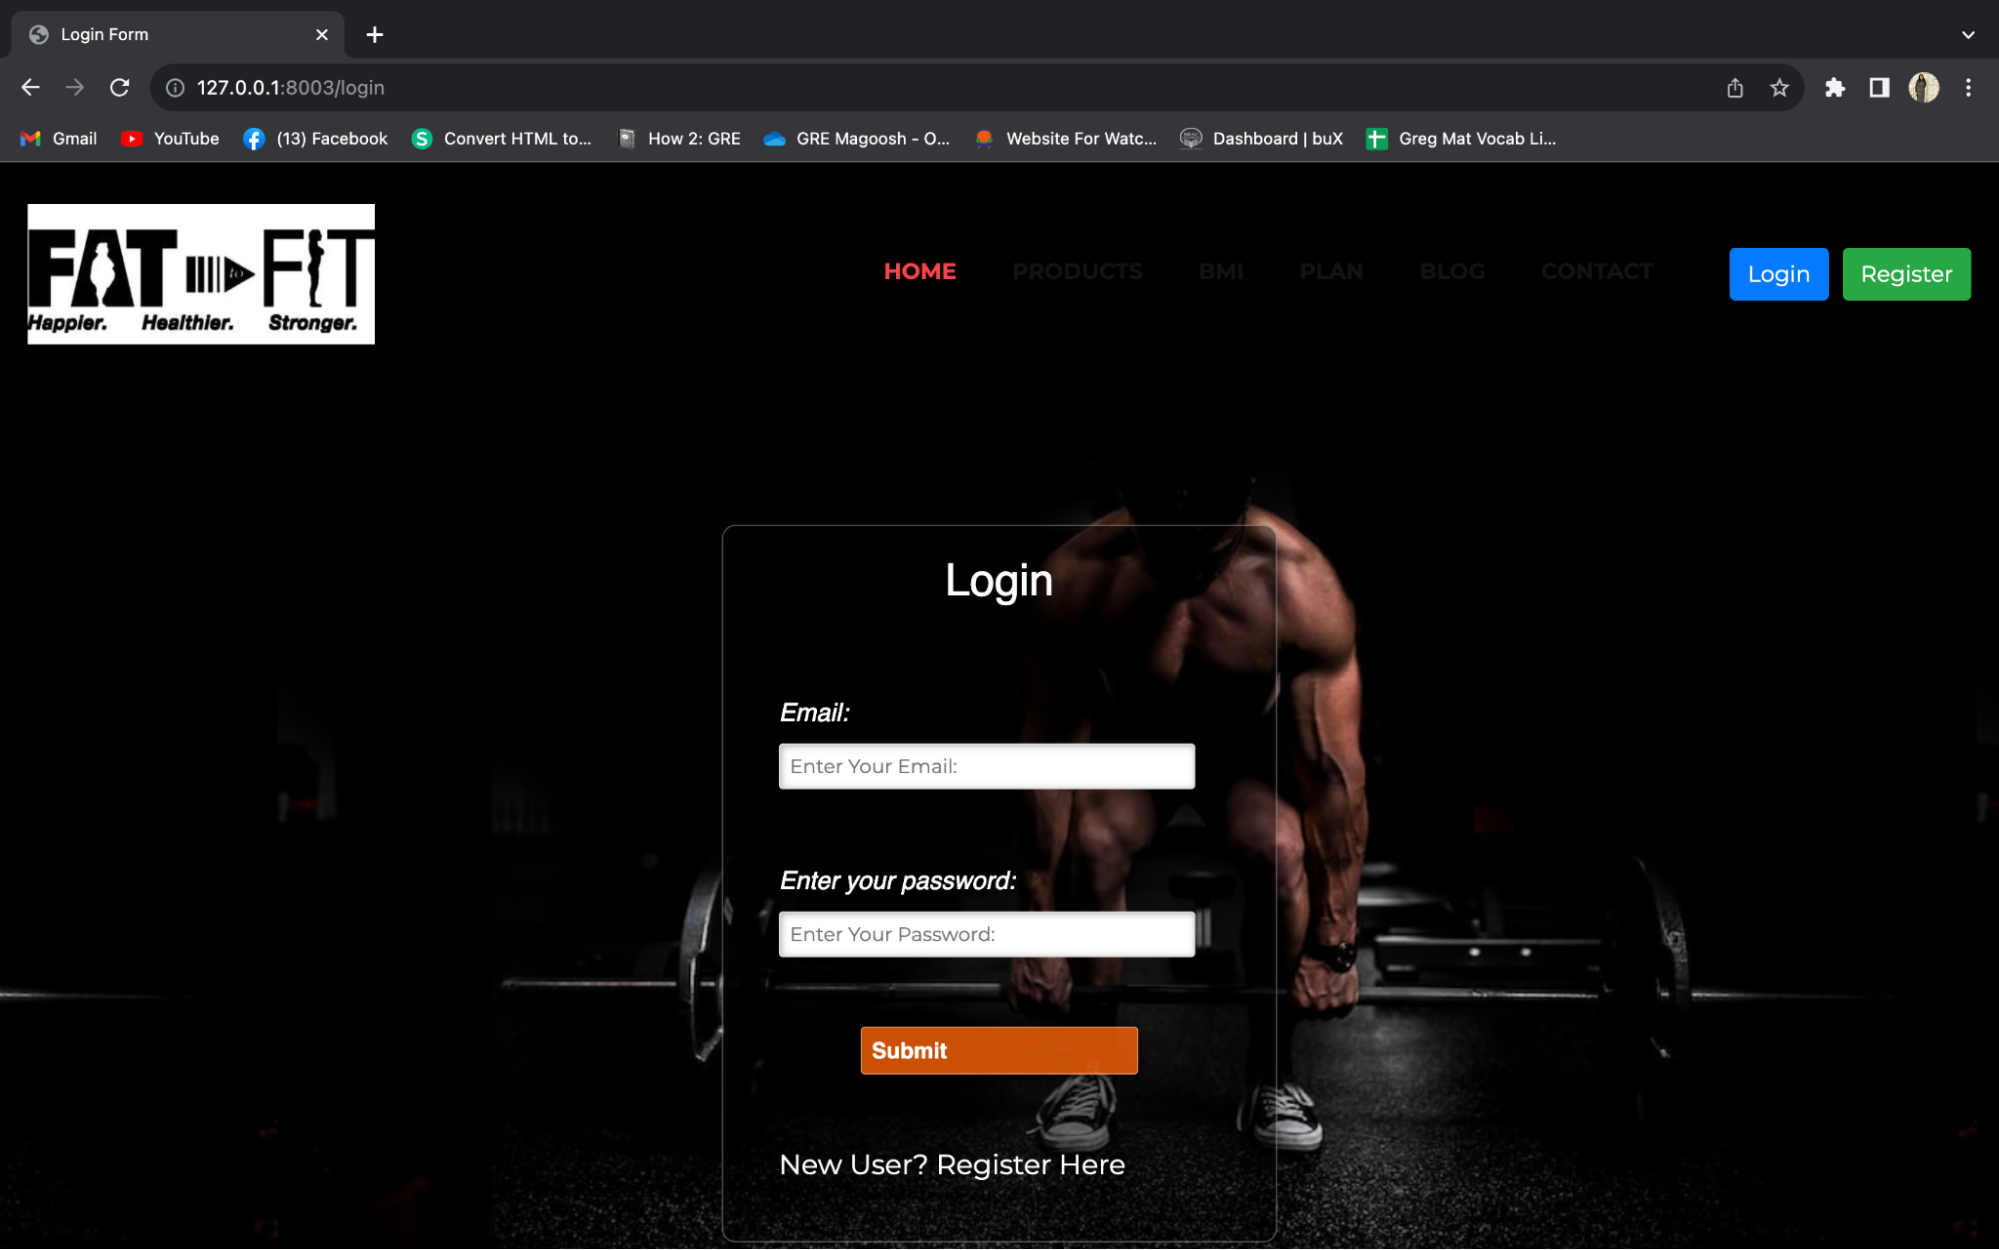 Login Form
127.0.0.1:8003/login
Gmail YouTube (13) Facebook Convert HTML to... How 2: GRE GRE Magoosh - O... Website For Watc... Dashboard | buX Greg Mat Vocab Li...
FAT to FIT
Happier. Healthier. Stronger.
HOME PRODUCTS BMI PLAN BLOG CONTACT Login Register
Login
Email:
Enter Your Email:
Enter your password:
Enter Your Password:
Submit
New User? Register Here